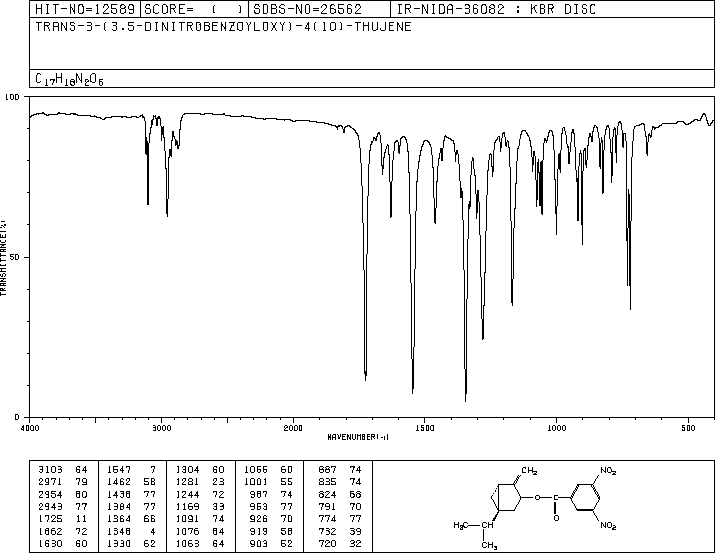 HIT-NO=12589 SCORE= ( ) SDBS-NO=26562 IR-NIDA-36082 : KBR DISC
TRANS-3-(3,5-DINITROBENZOYLOXY)-4(10)-THUJENE
C17H18N2O6
100
50
0
TRANSMITTANCE(%)
4000 3000 2000 1500 1000 500
WAVENUMBER(-1)
3103 64 1547 7 1304 60 1066 60 887 74
2971 79 1462 58 1281 23 1001 55 835 74
2954 60 1438 77 1244 72 987 74 824 66
2943 77 1384 77 1169 33 953 77 791 70
1725 11 1364 66 1091 74 926 70 774 77
1662 72 1348 4 1076 64 919 58 732 39
1630 60 1330 62 1063 64 903 52 720 32
CH2
NO2
O
C
O
NO2
H3C
CH3